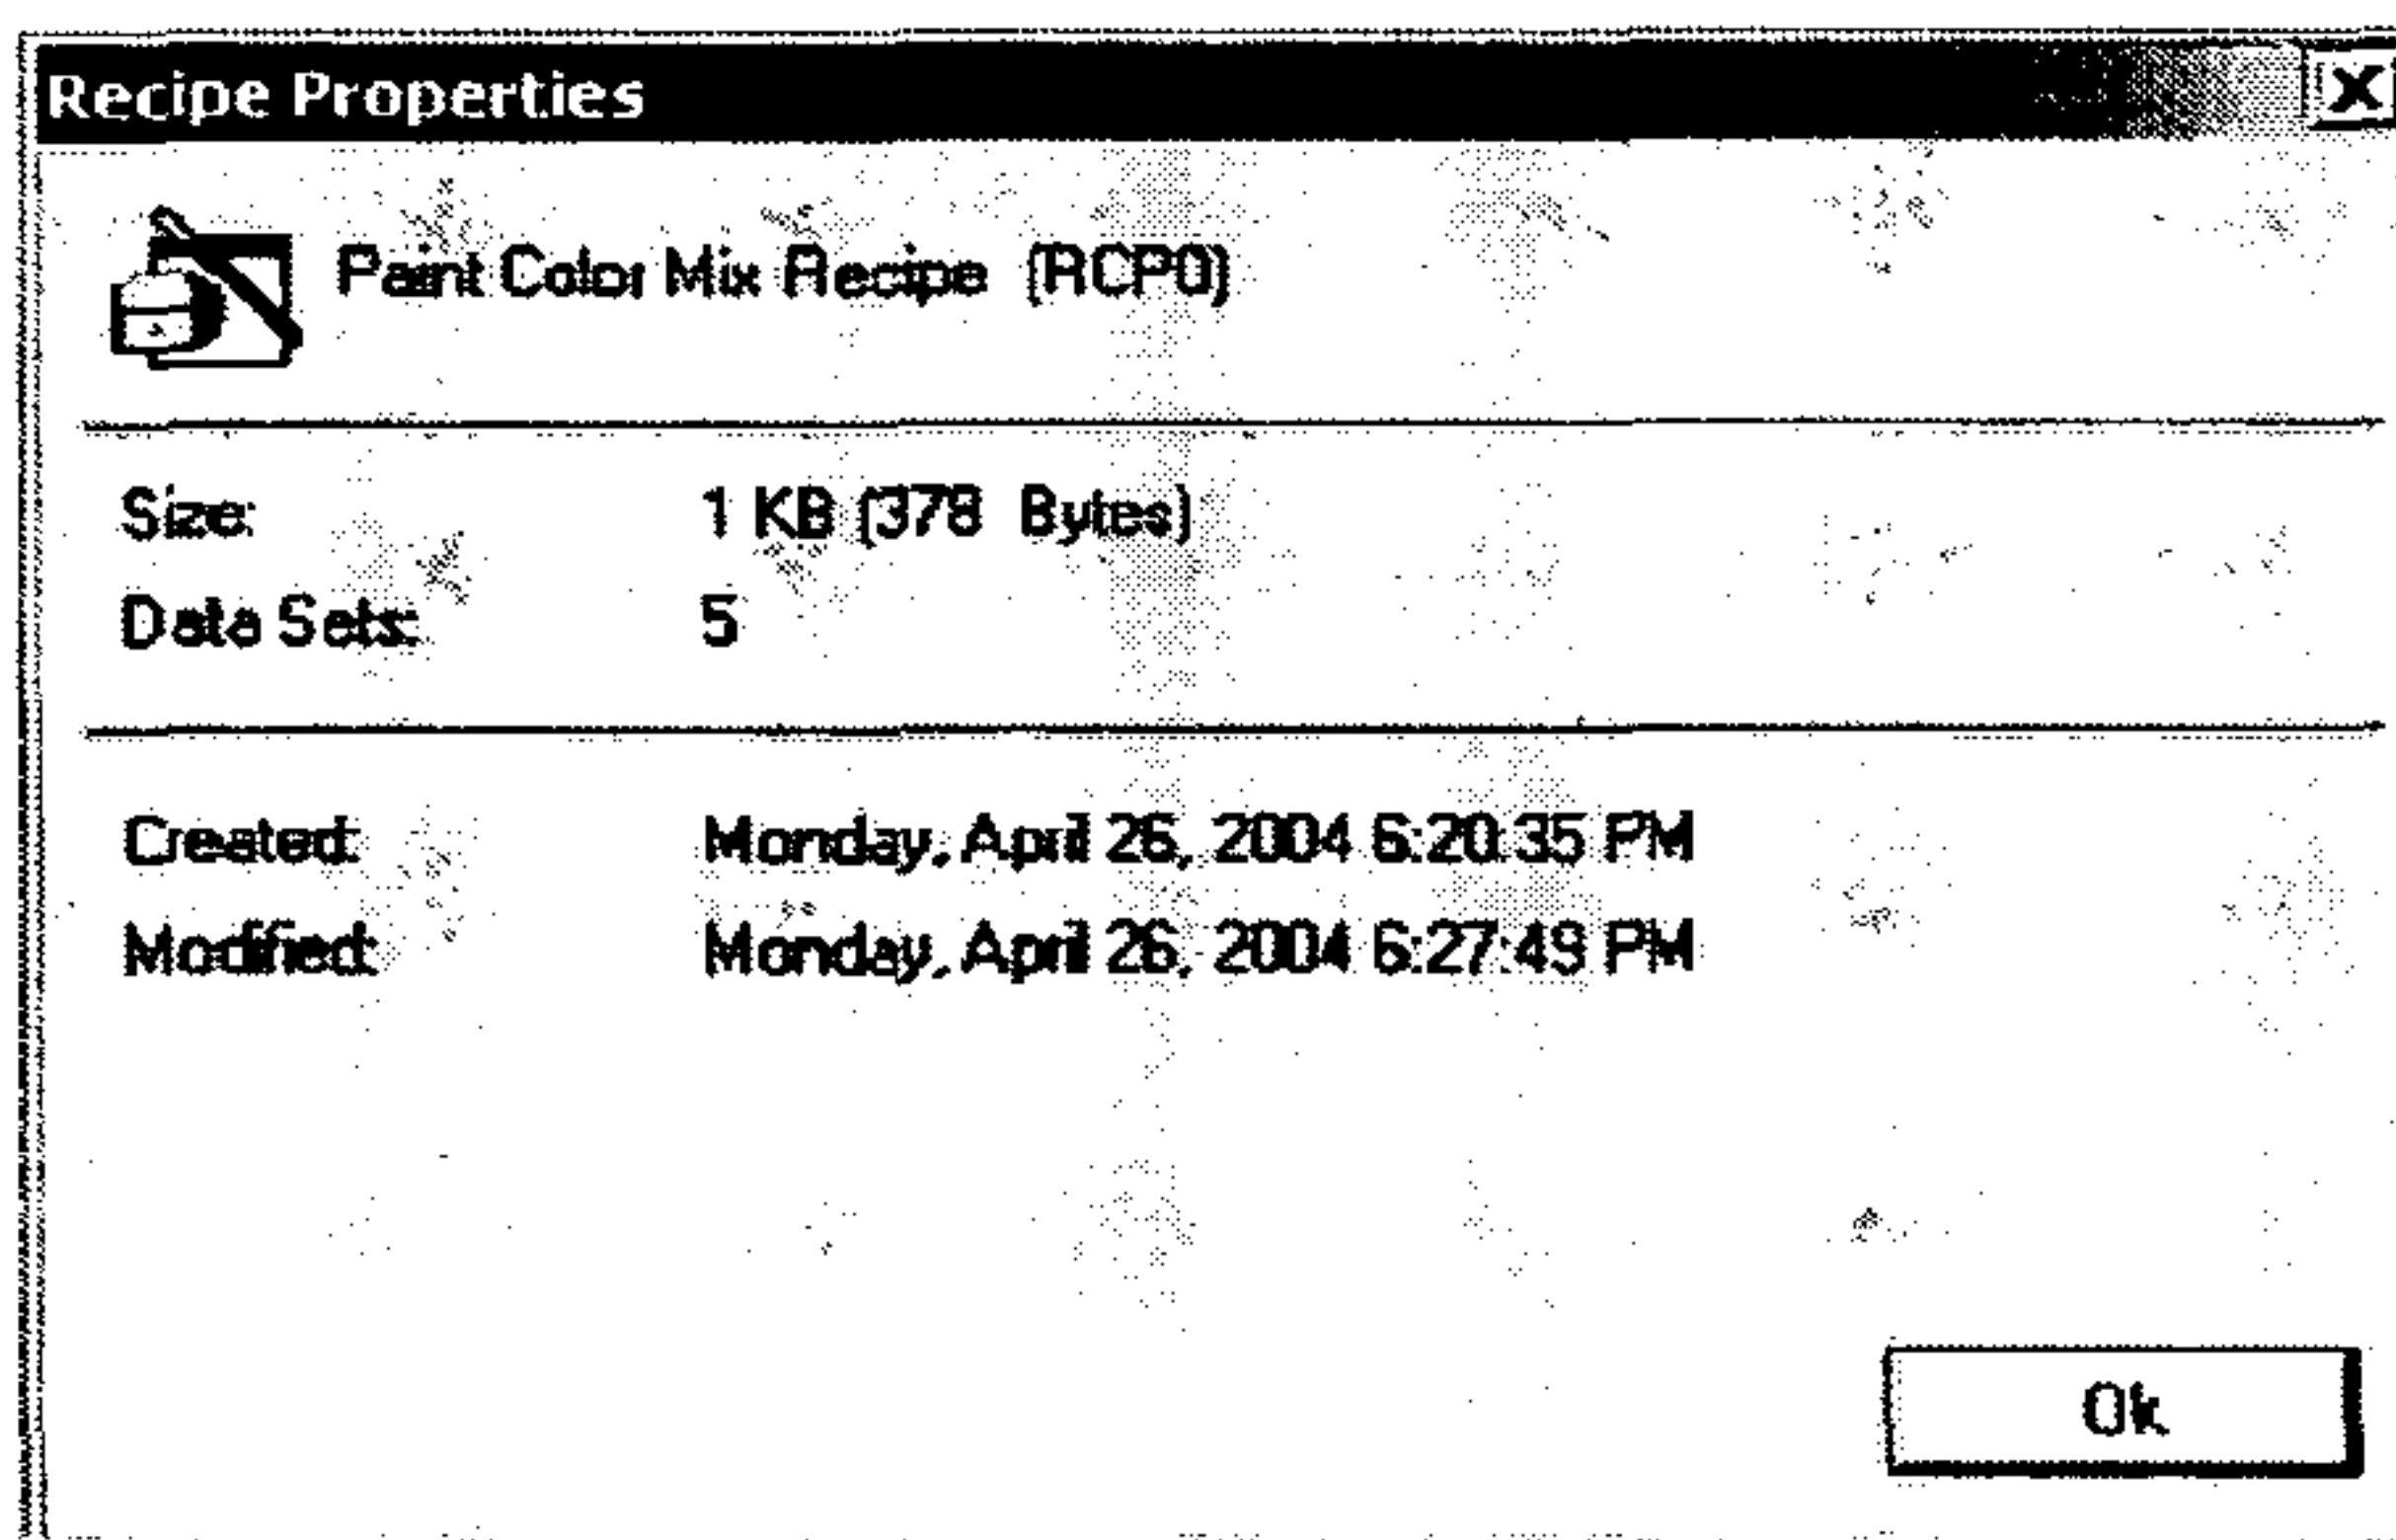 Recipe Properties
Paint Color Mix Recipe (RCP0)
Size: 1 KB (378 Bytes)
Data Sets: 5
Created: Monday, April 26, 2004 6:20:35 PM
Modified: Monday, April 26, 2004 6:27:49 PM
Ok